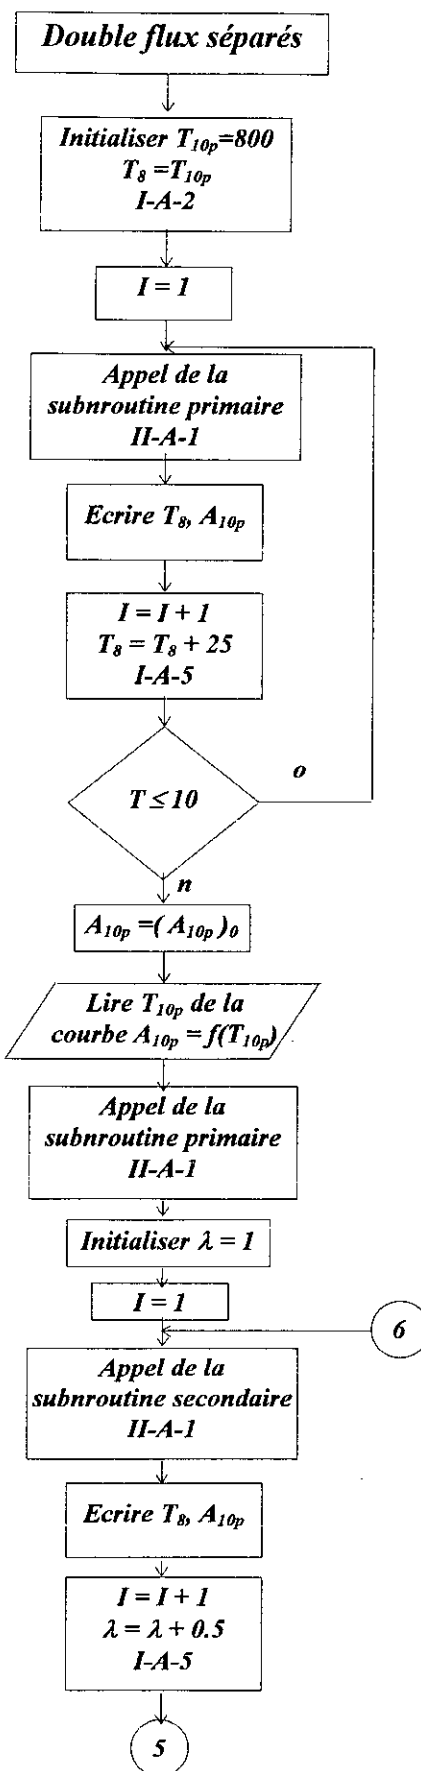 Double flux séparés
Initialiser T10p=800
T8 =T10p
I-A-2
I = 1
Appel de la
subnroutine primaire
II-A-1
Ecrire T8, A10p
I = I + 1
T8 = T8 + 25
I-A-5
T ≤ 10
o
n
A10p =( A10p )0
Lire T10p de la
courbe A10p = f(T10p)
Appel de la
subnroutine primaire
II-A-1
Initialiser λ = 1
I = 1
6
Appel de la
subnroutine secondaire
II-A-1
Ecrire T8, A10p
I = I + 1
λ = λ + 0.5
I-A-5
5